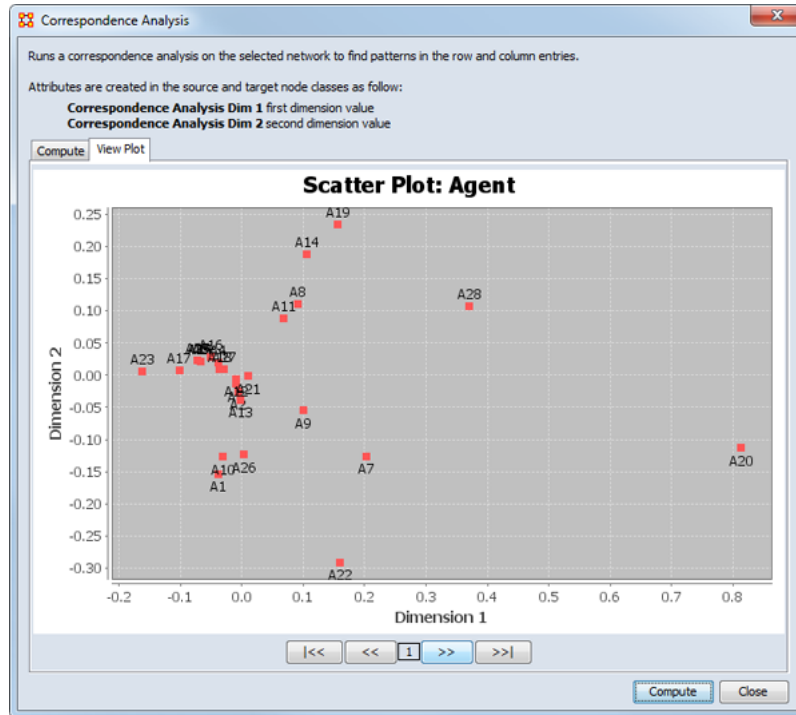 Correspondence Analysis
Runs a correspondence analysis on the selected network to find patterns in the row and column entries.
Attributes are created in the source and target node classes as follow:
Correspondence Analysis Dim 1 first dimension value
Correspondence Analysis Dim 2 second dimension value
Compute View Plot
Scatter Plot: Agent
0.25
0.20
0.15
0.10
0.05
0.00
-0.05
-0.10
-0.15
-0.20
-0.25
-0.30
Dimension 2
A19
A14
A8
A28
A11
A16
A23
A17
A21
A13
A9
A10
A26
A7
A20
A1
A22
-0.2 -0.1 0.0 0.1 0.2 0.3 0.4 0.5 0.6 0.7 0.8
Dimension 1
|<< << 1 >> >>|
Compute Close